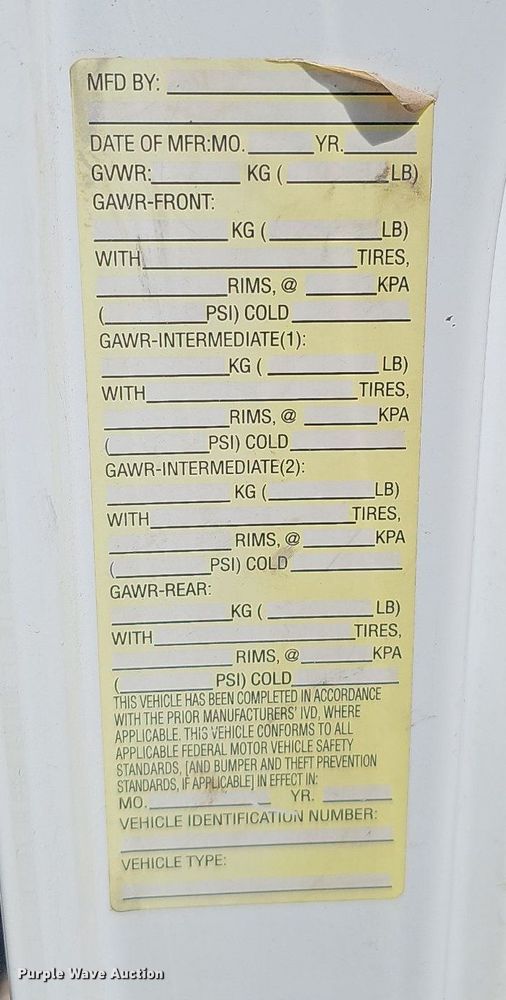 MFD BY:
DATE OF MFR:MO. YR.
GVWR: KG ( LB)
GAWR-FRONT:
KG ( LB)
WITH TIRES,
RIMS, @ KPA
( PSI) COLD
GAWR-INTERMEDIATE(1):
KG ( LB)
WITH TIRES,
RIMS, @ KPA
( PSI) COLD
GAWR-INTERMEDIATE(2):
KG ( LB)
WITH TIRES,
RIMS, @ KPA
( PSI) COLD
GAWR-REAR:
KG ( LB)
WITH TIRES,
RIMS, @ KPA
( PSI) COLD
THIS VEHICLE HAS BEEN COMPLETED IN ACCORDANCE
WITH THE PRIOR MANUFACTURERS' IVD, WHERE
APPLICABLE. THIS VEHICLE CONFORMS TO ALL
APPLICABLE FEDERAL MOTOR VEHICLE SAFETY
STANDARDS, [AND BUMPER AND THEFT PREVENTION
STANDARDS, IF APPLICABLE] IN EFFECT IN:
MO. YR.
VEHICLE IDENTIFICATION NUMBER:
VEHICLE TYPE:
Purple Wave Auction